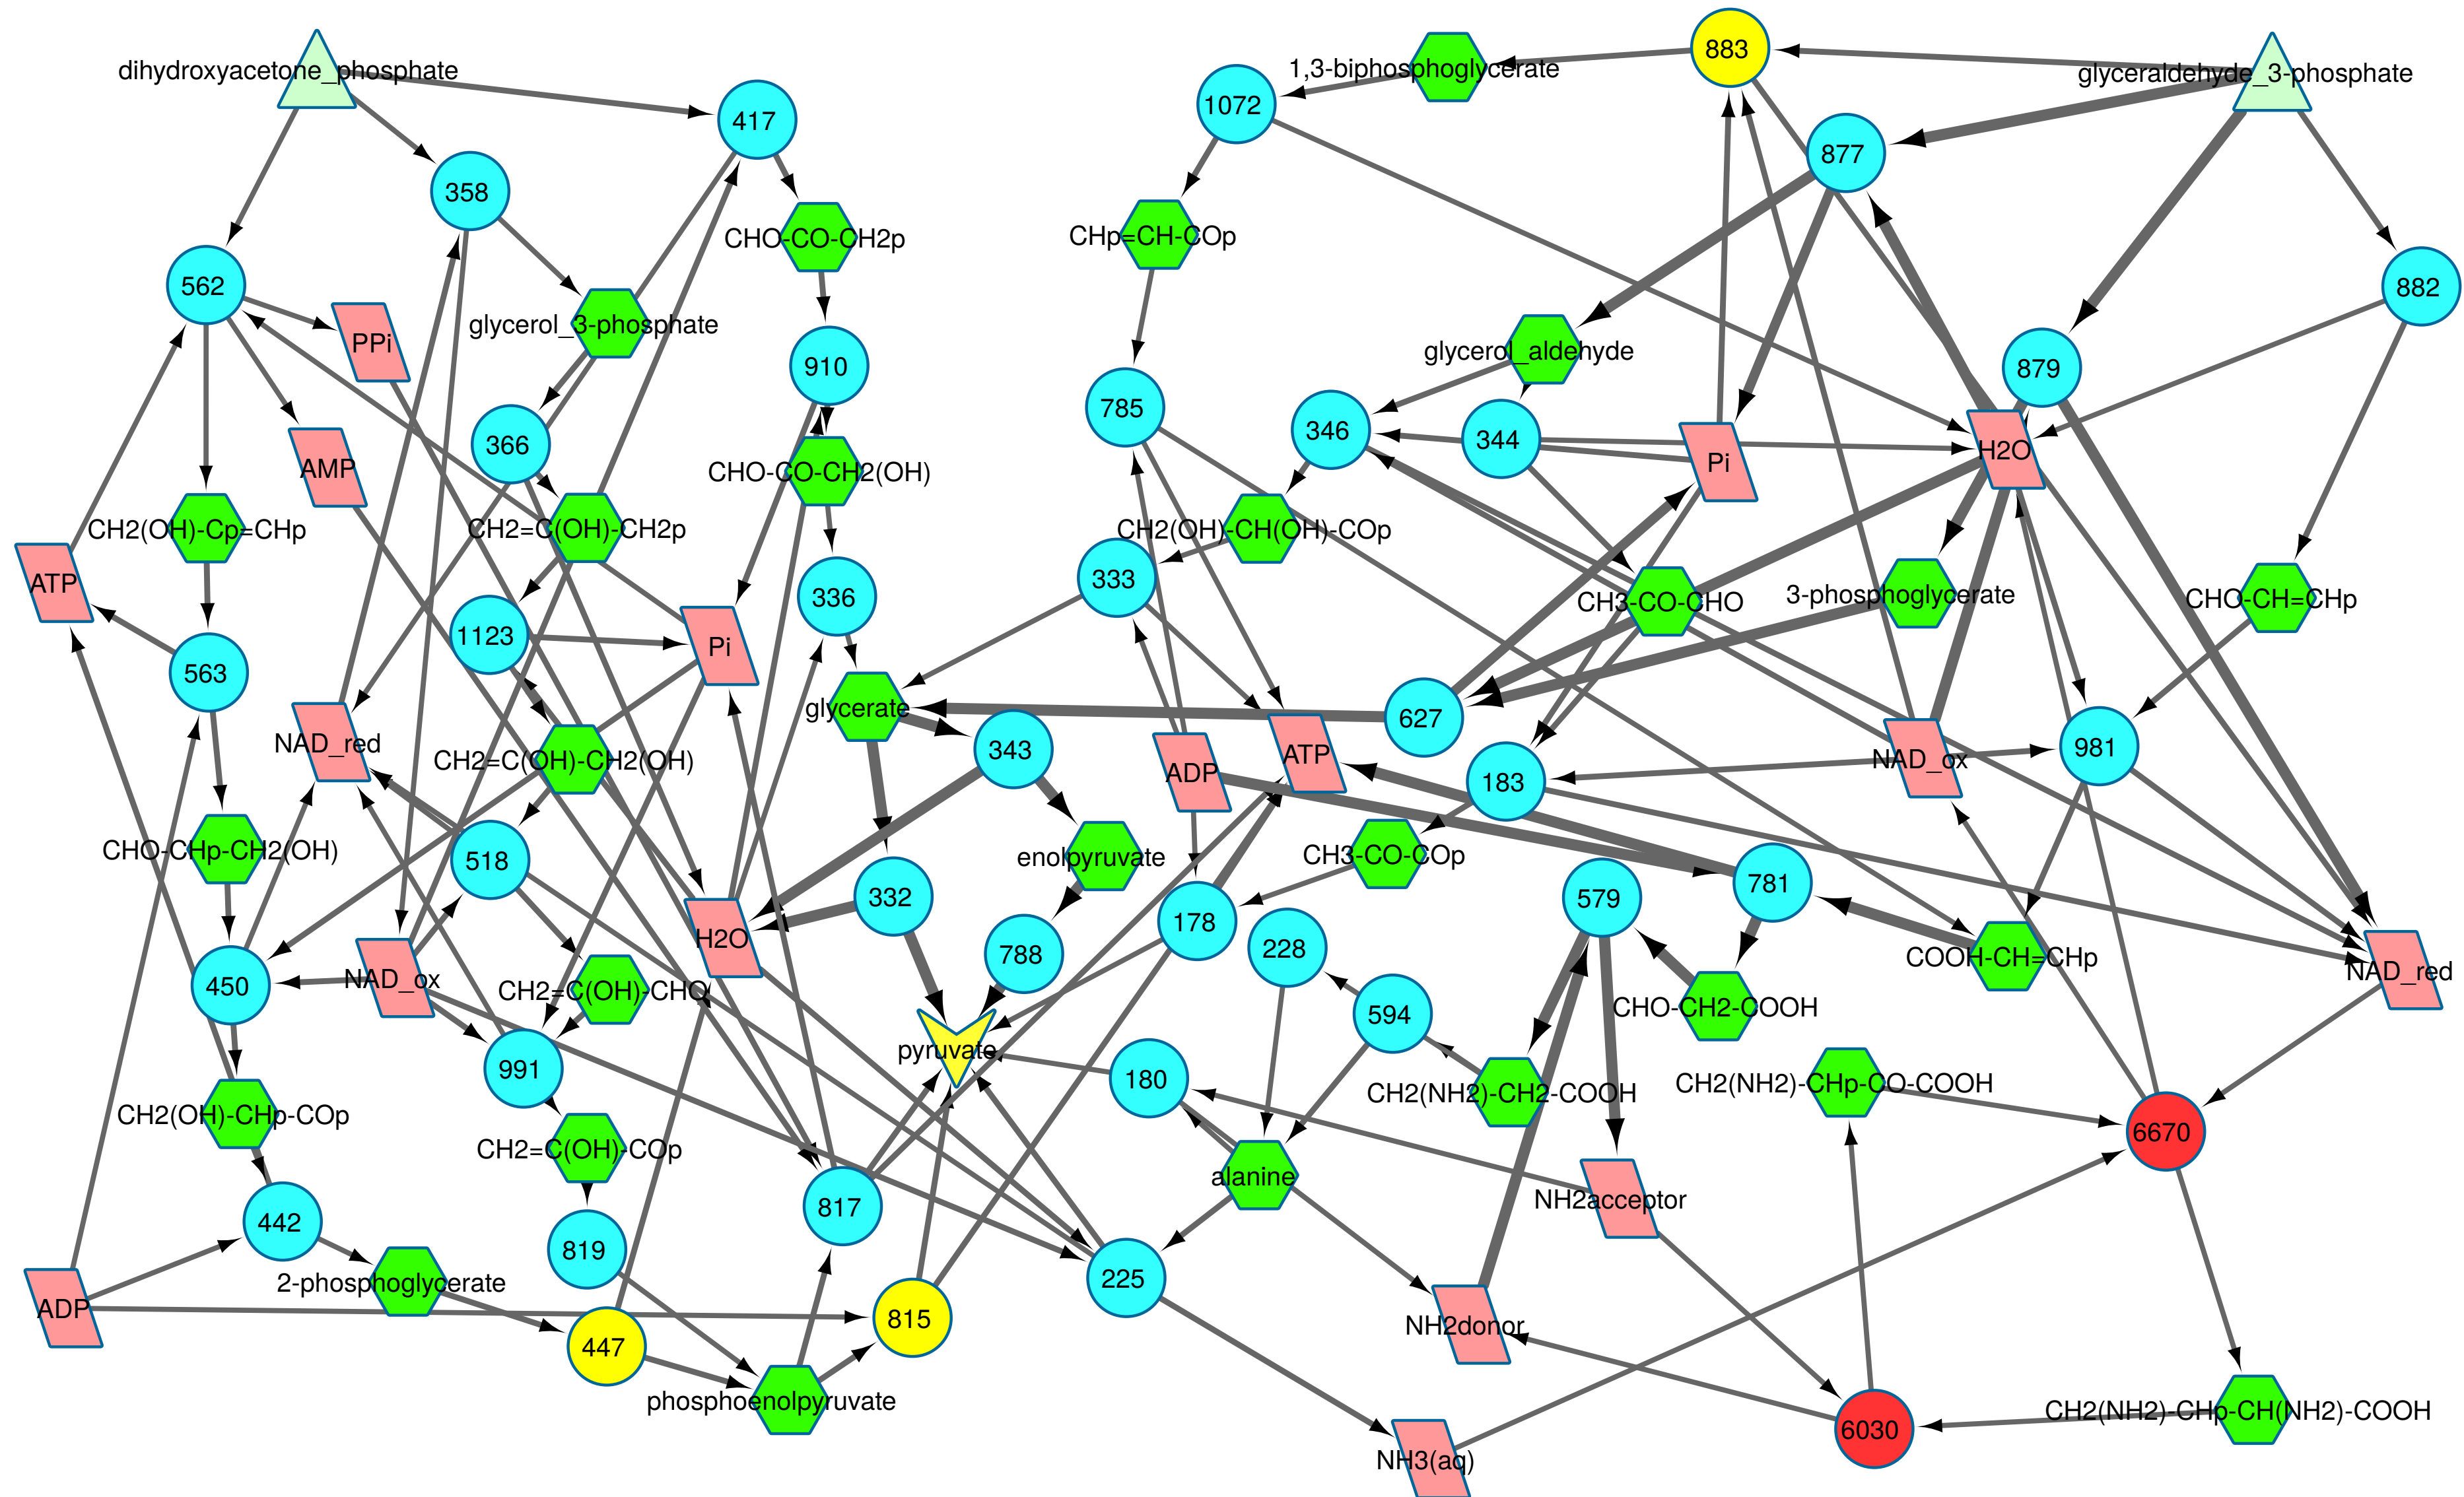 883
dihydroxyacetone_phosphate
1,3-biphosphoglycerate
glyceraldehyde_3-phosphate
1072
417
877
358
CHO-CO-CH2p
CHp=CH-COp
562
882
glycerol_3-phosphate
PPi
glycerol_aldehyde
910
879
785
346
344
366
H2O
Pi
AMP
CHO-CO-CH2(OH)
CH2(OH)-Cp=CHp
CH2=C(OH)-CH2p
CH2(OH)-CH(OH)-COp
333
ATP
336
CH3-CO-CHO
3-phosphoglycerate
CHO-CH=CHp
1123
Pi
563
glycerate
627
NAD_red
343
981
ATP
CH2=C(OH)-CH2(OH)
NAD_ox
ADP
183
CHO-CHp-CH2(OH)
518
enolpyruvate
CH3-CO-COp
781
332
579
178
H2O
228
788
COOH-CH=CHp
NAD_red
NAD_ox
450
CH2=C(OH)-CHO
CHO-CH2-COOH
594
pyruvate
991
180
CH2(NH2)-CHp-CO-COOH
CH2(NH2)-CH2-COOH
CH2(OH)-CHp-COp
6670
CH2=C(OH)-COp
alanine
NH2acceptor
817
442
819
225
2-phosphoglycerate
ADP
815
NH2donor
447
phosphoenolpyruvate
CH2(NH2)-CHp-CH(NH2)-COOH
6030
NH3(aq)